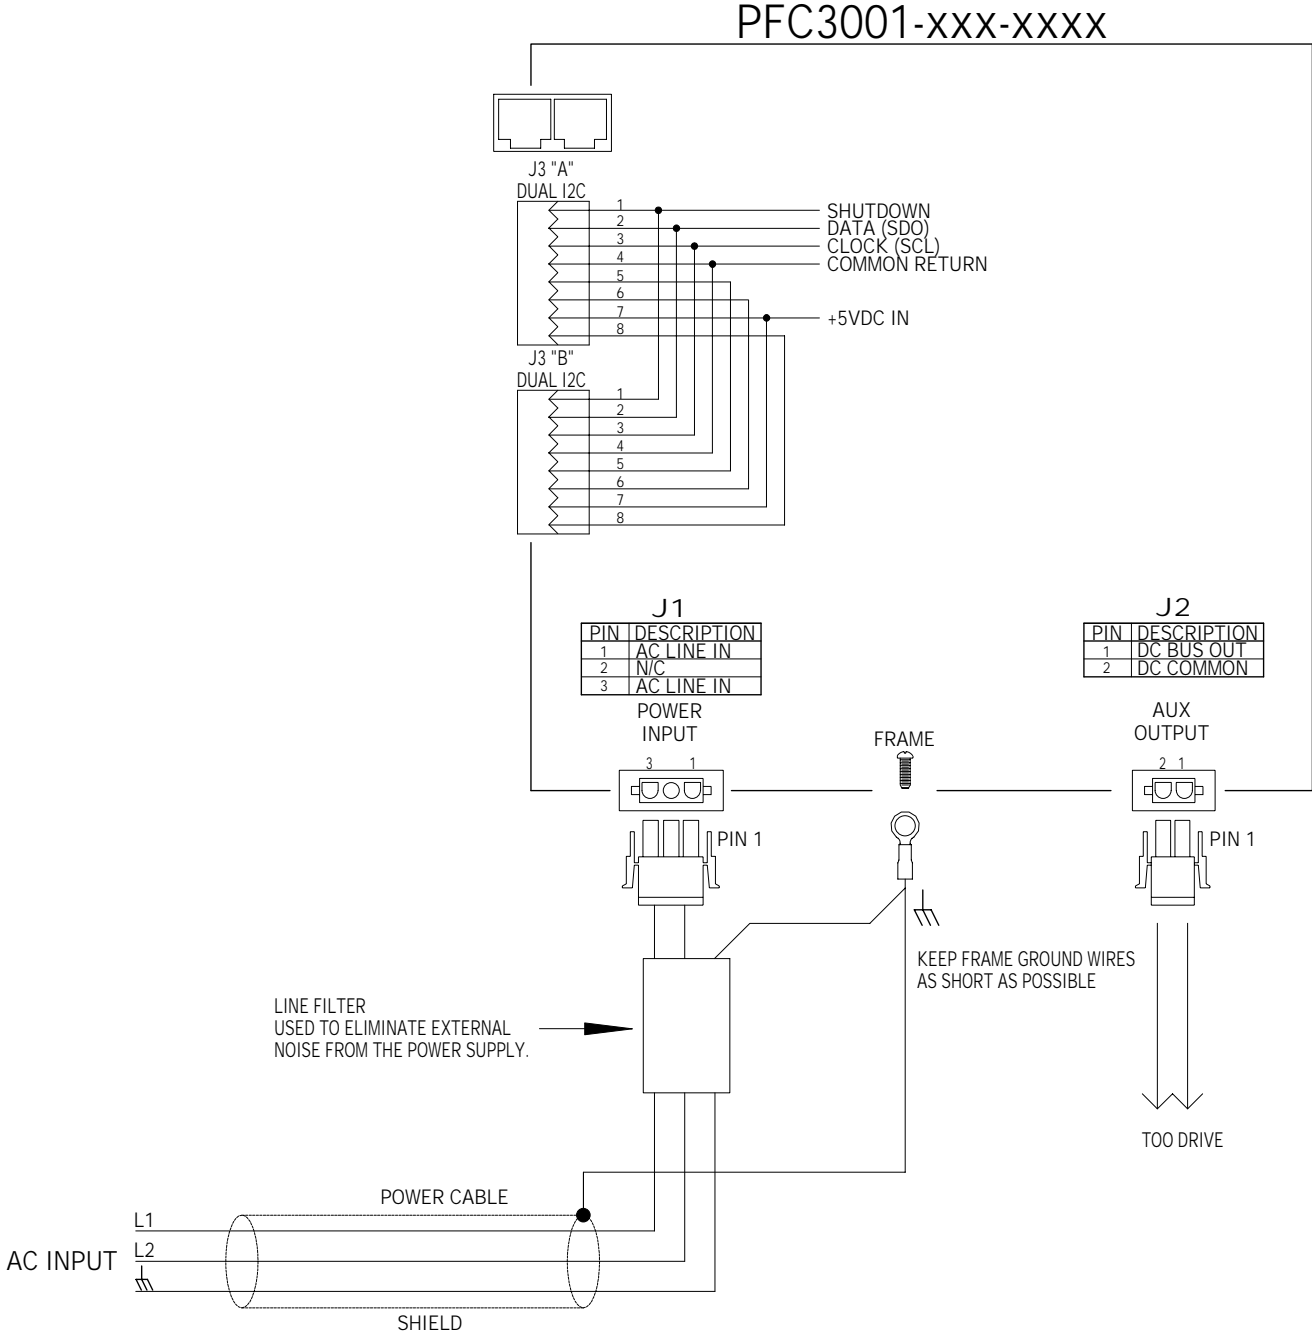 PFC3001-xxx-xxxx
J3 "A"
DUAL I2C
1
2
3
4
5
6
7
8
SHUTDOWN
DATA (SDO)
CLOCK (SCL)
COMMON RETURN
+5VDC IN
J3 "B"
DUAL I2C
1
2
3
4
5
6
7
8
J1
PIN DESCRIPTION
1 AC LINE IN
2 N/C
3 AC LINE IN
POWER
INPUT
3 1
PIN 1
FRAME
J2
PIN DESCRIPTION
1 DC BUS OUT
2 DC COMMON
AUX
OUTPUT
2 1
PIN 1
KEEP FRAME GROUND WIRES
AS SHORT AS POSSIBLE
LINE FILTER
USED TO ELIMINATE EXTERNAL
NOISE FROM THE POWER SUPPLY.
TOO DRIVE
POWER CABLE
L1
AC INPUT
L2
SHIELD